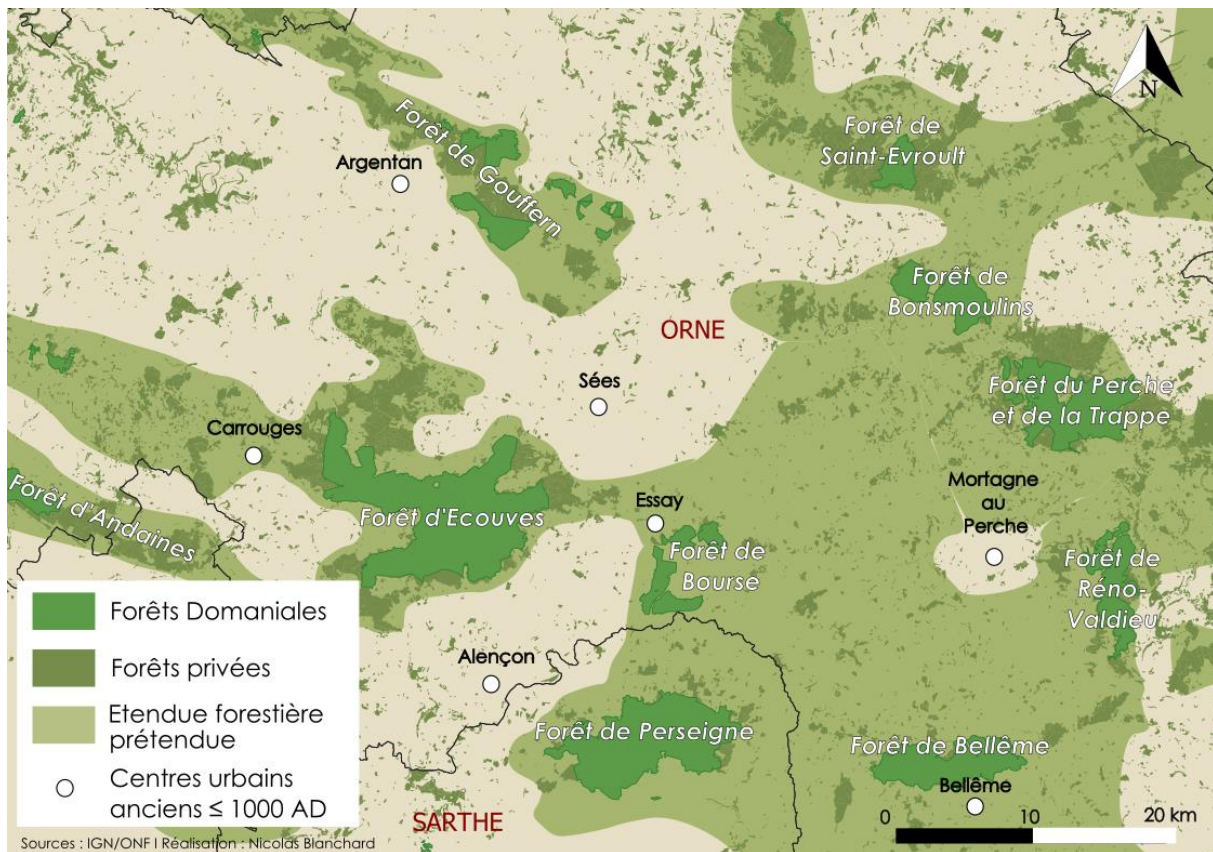 N
Forêt de
Saint-Evroult
Forêt de Gouffern
Argentan
Forêt de
Bonsmoulins
ORNE
Sées
Forêt du Perche
et de la Trappe
Carrouges
Mortagne
au
Perche
Essay
Forêt d'Andaines
Forêt d'Ecouves
Forêt de
Bourse
Forêt de
Réno-
Valdieu
Alençon
Forêt de Perseigne
Forêt de Bellême
Bellême
SARTHE
Forêts Domaniales
Forêts privées
Etendue forestière
prétendue
Centres urbains
anciens ≤ 1000 AD
0 10 20 km
Sources : IGN/ONF I Réalisation : Nicolas Blanchard